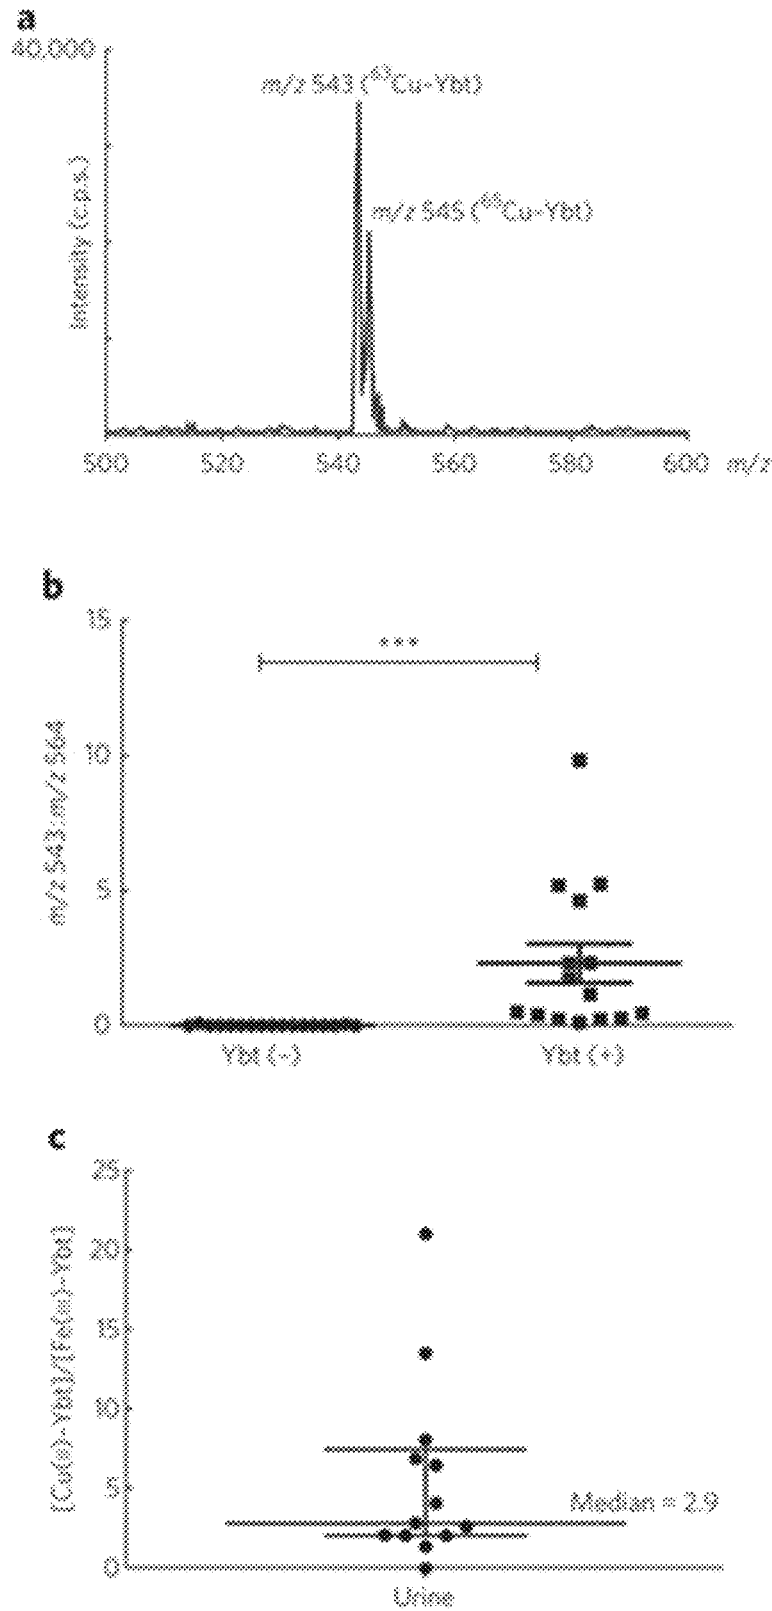 a
40,000
m/z 543 (⁶³Cu-Ybt)
m/z 545 (⁶⁵Cu-Ybt)
Intensity (c.p.s.)
500 520 540 560 580 600 m/z
b
15
***
10
5
0
m/z 543:m/z 564
Ybt (-) Ybt (+)
c
25
20
15
10
5
0
[Cu(II)-Ybt]/[Fe(III)-Ybt]
Median = 2.9
Urine